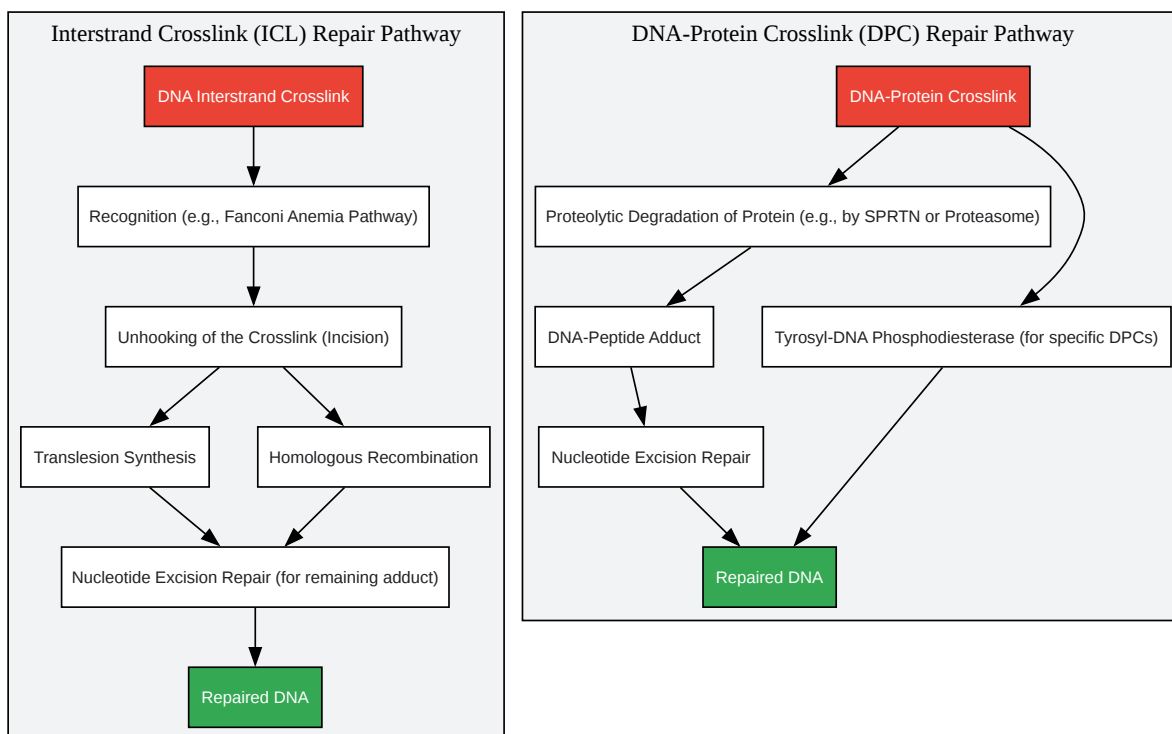 Interstrand Crosslink (ICL) Repair Pathway
DNA Interstrand Crosslink
Recognition (e.g., Fanconi Anemia Pathway)
Unhooking of the Crosslink (Incision)
Translesion Synthesis
Homologous Recombination
Nucleotide Excision Repair (for remaining adduct)
Repaired DNA
DNA-Protein Crosslink (DPC) Repair Pathway
DNA-Protein Crosslink
Proteolytic Degradation of Protein (e.g., by SPRTN or Proteasome)
DNA-Peptide Adduct
Tyrosyl-DNA Phosphodiesterase (for specific DPCs)
Nucleotide Excision Repair
Repaired DNA